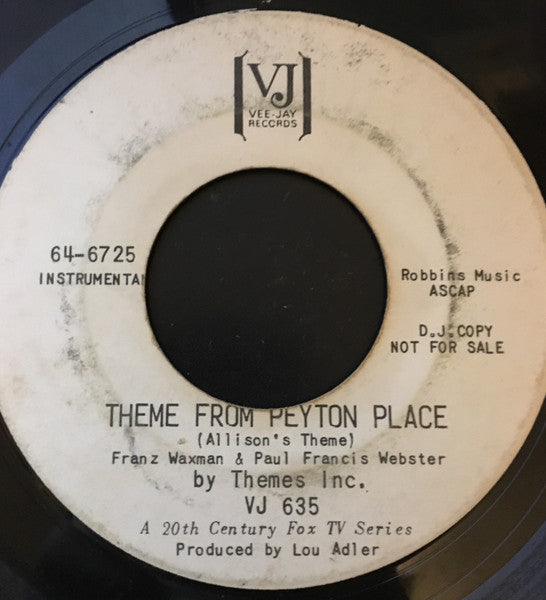 VJ
VEE-JAY
RECORDS
64-6725
INSTRUMENTAL
Robbins Music
ASCAP
D.J.COPY
NOT FOR SALE
THEME FROM PEYTON PLACE
(Allison's Theme)
Franz Waxman & Paul Francis Webster
by Themes Inc.
VJ 635
A 20th Century Fox TV Series
Produced by Lou Adler